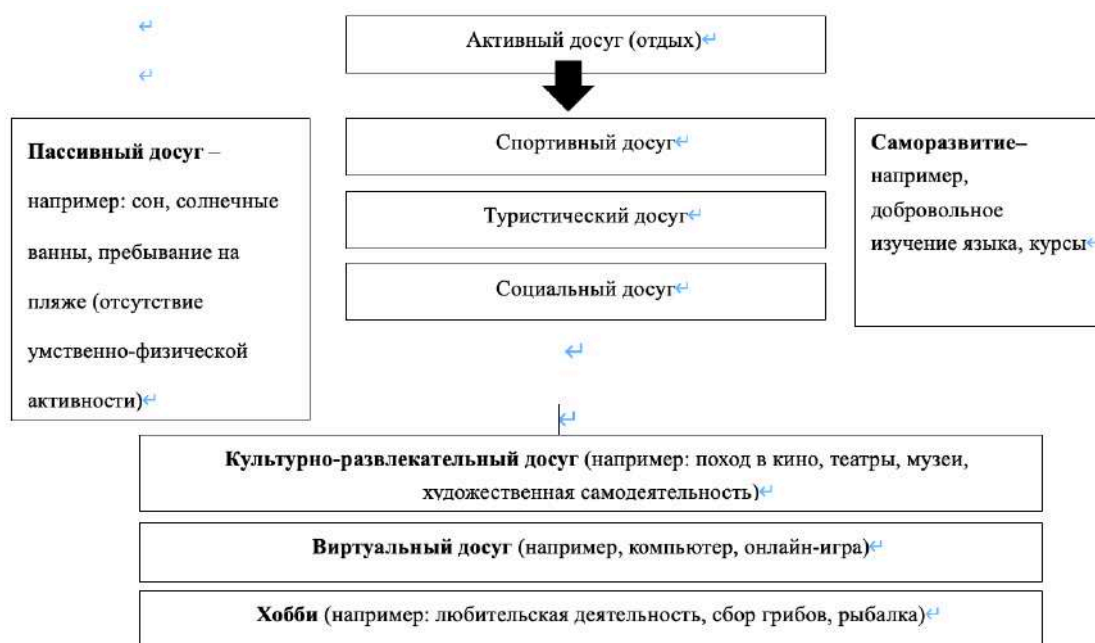 Активный досуг (отдых)
Пассивный досуг –
например: сон, солнечные
ванны, пребывание на
пляже (отсутствие
умственно-физической
активности)
Спортивный досуг
Туристический досуг
Социальный досуг
Саморазвитие–
например,
добровольное
изучение языка, курсы
Культурно-развлекательный досуг (например: поход в кино, театры, музеи,
художественная самодеятельность)
Виртуальный досуг (например, компьютер, онлайн-игра)
Хобби (например: любительская деятельность, сбор грибов, рыбалка)